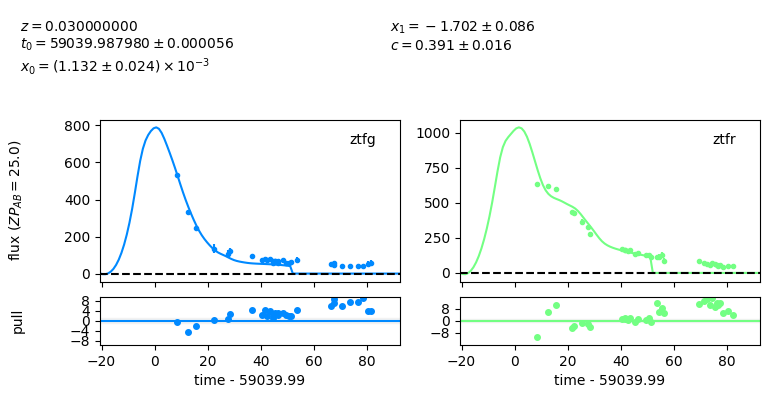 z = 0.030000000
t₀ = 59039.987980 ± 0.000056
x₀ = (1.132 ± 0.024) × 10⁻³
x₁ = −1.702 ± 0.086
c = 0.391 ± 0.016
flux (ZP_AB = 25.0)
800
600
400
200
0
ztfg
1000
750
500
250
0
ztfr
pull
8
4
0
−4
−8
−20 0 20 40 60 80
time - 59039.99
8
0
−8
−20 0 20 40 60 80
time - 59039.99